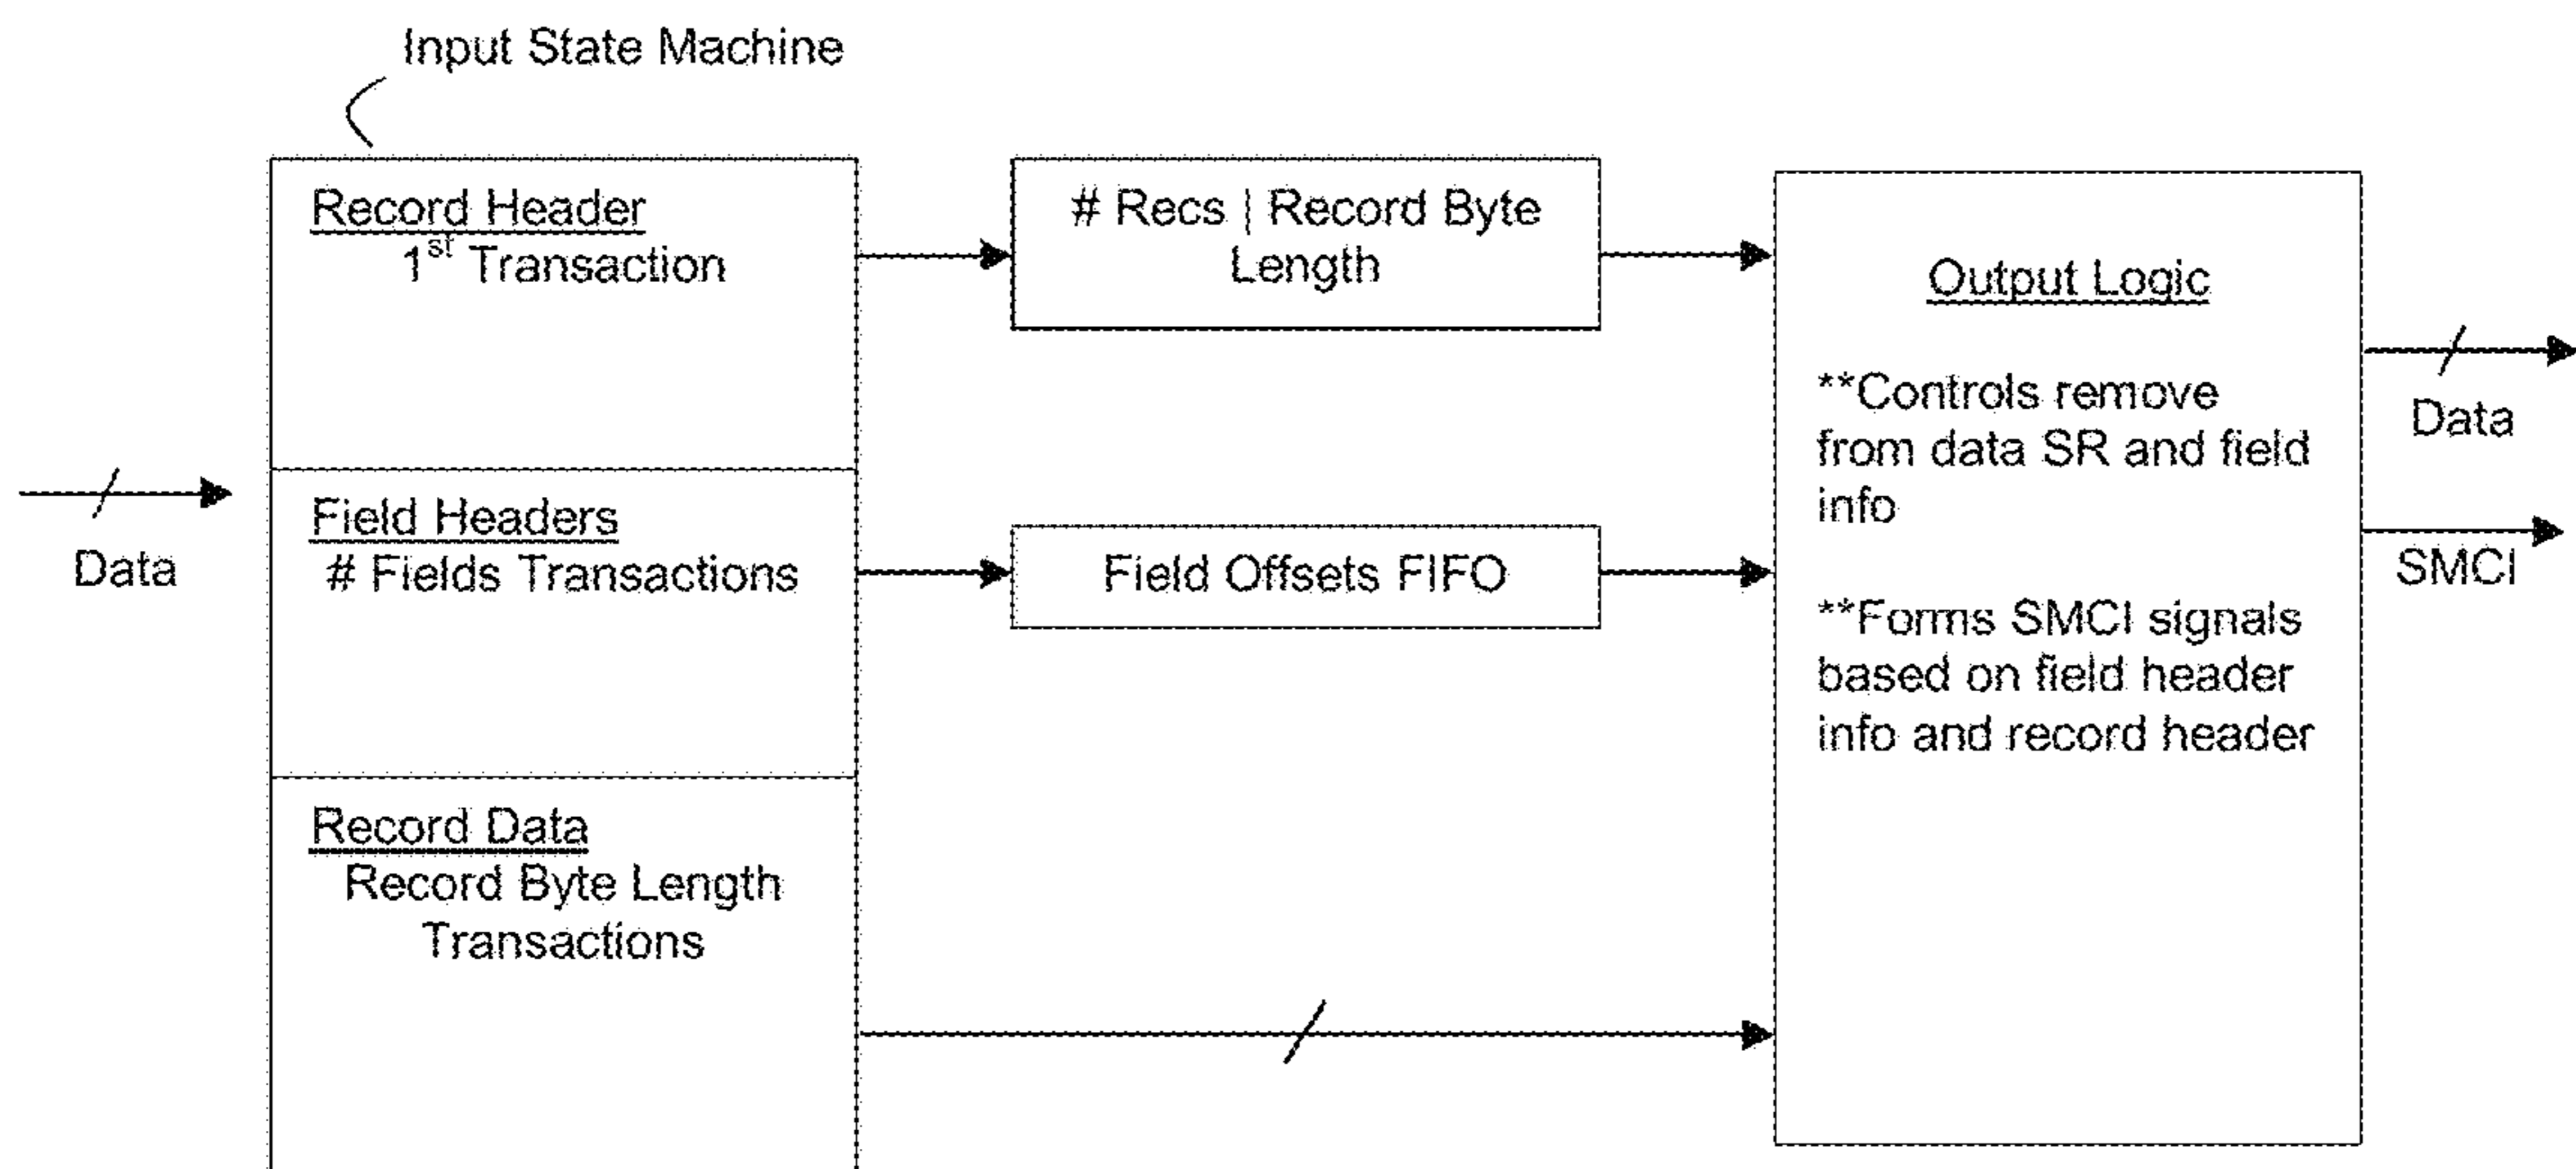 Input State Machine
Record Header
1st Transaction
# Recs | Record Byte
Length
Output Logic
**Controls remove
from data SR and field
info
**Forms SMCI signals
based on field header
info and record header
Data
SMCI
Data
Field Headers
# Fields Transactions
Field Offsets FIFO
Record Data
Record Byte Length
Transactions